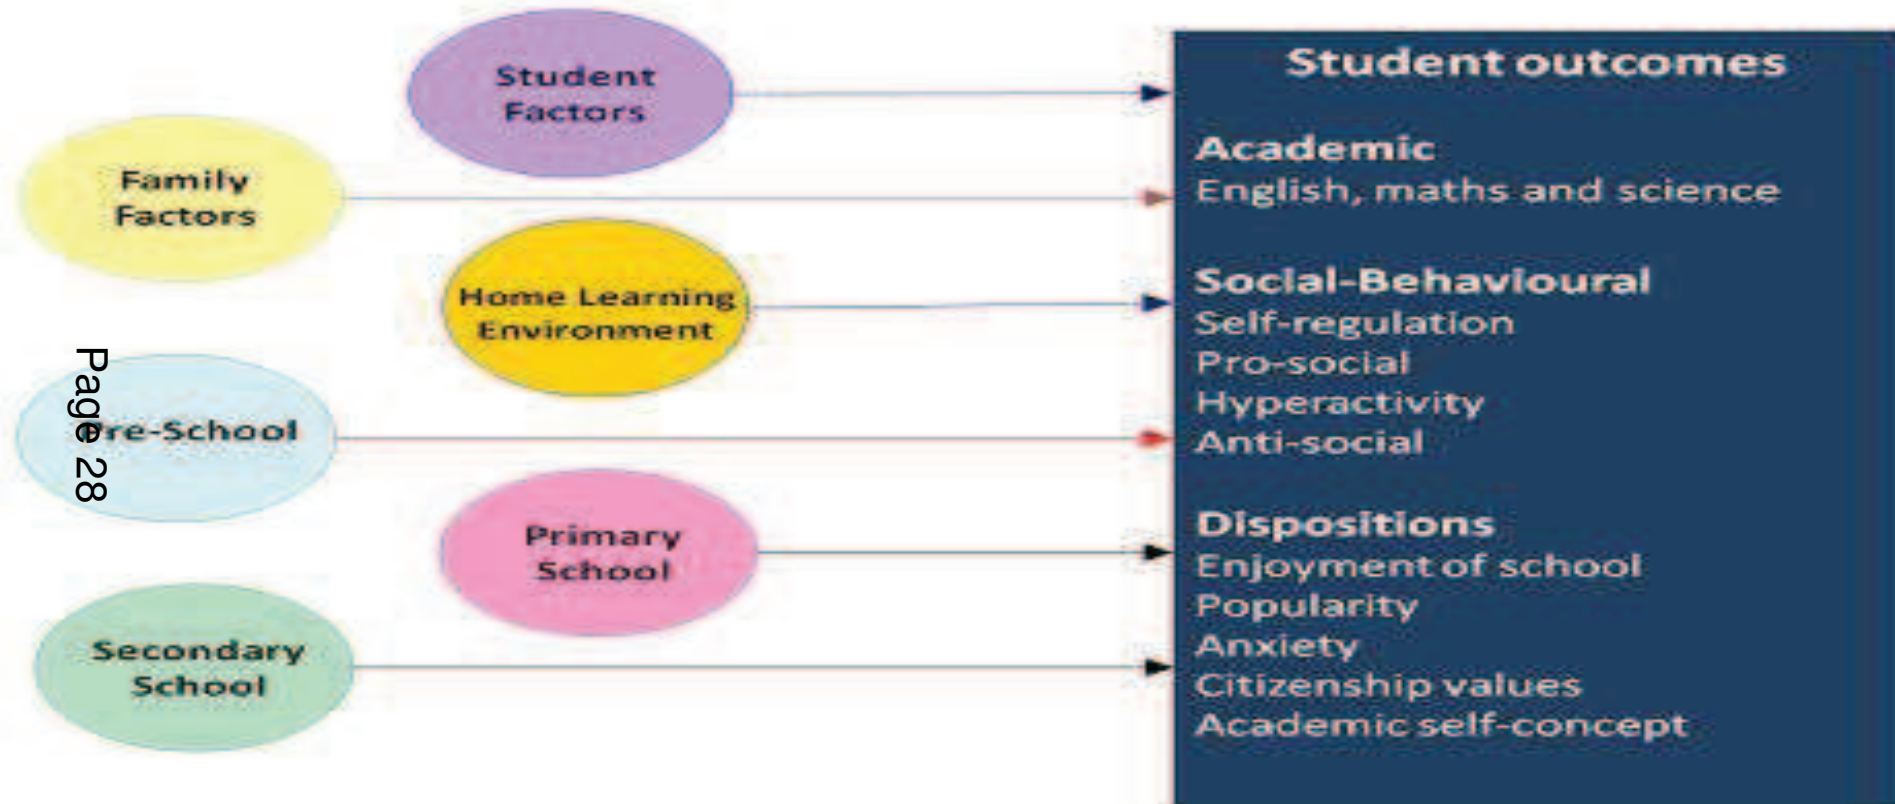 Student
Factors
Family
Factors
Home Learning
Environment
Pre-School
Primary
School
Secondary
School
Page 28
Student outcomes
Academic
English, maths and science
Social-Behavioural
Self-regulation
Pro-social
Hyperactivity
Anti-social
Dispositions
Enjoyment of school
Popularity
Anxiety
Citizenship values
Academic self-concept